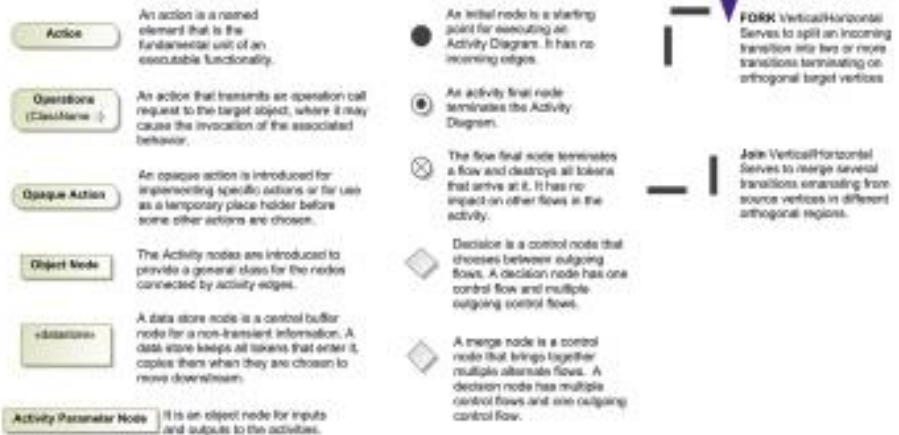 Action
An action is a named
element that is the
fundamental unit of an
executable functionality.
Operations
(ClassName ::)
An action that transmits an operation call
request to the target object, where it may
cause the invocation of the associated
behavior.
Opaque Action
An opaque action is introduced for
implementing specific actions or for use
as a temporary place holder before
some other actions are chosen.
Object Node
The Activity nodes are introduced to
provide a general class for the nodes
connected by activity edges.
«datastore»
A data store node is a central buffer
node for a non-transient information. A
data store keeps all tokens that enter it,
copies them when they are chosen to
move downstream.
Activity Parameter Node
It is an object node for inputs
and outputs to the activities.
An initial node is a starting
point for executing an
Activity Diagram. It has no
incoming edges.
An activity final node
terminates the Activity
Diagram.
The flow final node terminates
a flow and destroys all tokens
that arrive at it. It has no
impact on other flows in the
activity.
Decision is a control node that
chooses between outgoing
flows. A decision node has one
control flow and multiple
outgoing control flows.
A merge node is a control
node that brings together
multiple alternate flows. A
decision node has multiple
control flows and one outgoing
control flow.
FORK Vertical/Horizontal
Serves to split an incoming
transition into two or more
transitions terminating on
orthogonal target vertices
Join Vertical/Horizontal
Serves to merge several
transitions emanating from
source vertices in different
orthogonal regions.